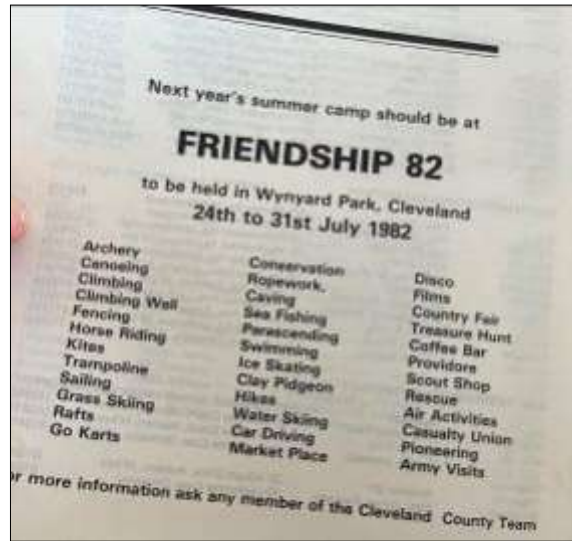 Next year's summer camp should be at
FRIENDSHIP 82
to be held in Wynyard Park, Cleveland
24th to 31st July 1982
Archery
Canoeing
Climbing
Climbing Wall
Fencing
Horse Riding
Kites
Trampoline
Sailing
Grass Skiing
Rafts
Go Karts
Conservation
Ropework,
Caving
Sea Fishing
Parascending
Swimming
Ice Skating
Clay Pidgeon
Hikes
Water Skiing
Car Driving
Market Place
Disco
Films
Country Fair
Treasure Hunt
Coffee Bar
Providore
Scout Shop
Rescue
Air Activities
Casualty Union
Pioneering
Army Visits
or more information ask any member of the Cleveland County Team